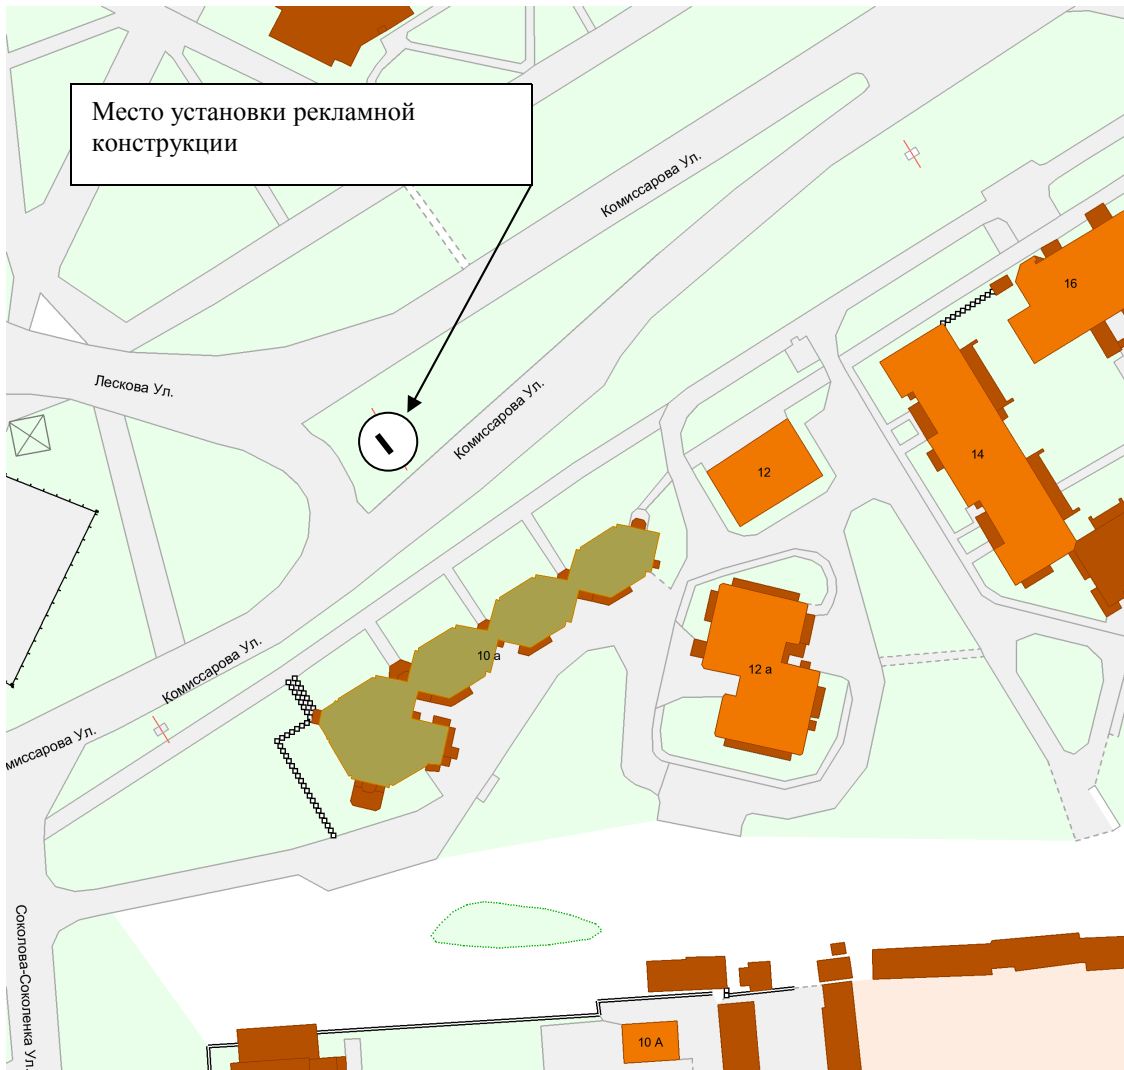 Место установки рекламной
конструкции
Комиссарова Ул.
16
Лескова Ул.
Комиссарова Ул.
12
14
10 а
12 а
Комиссарова Ул.
миссарова Ул.
Соколова-Соколенка Ул.
10 А